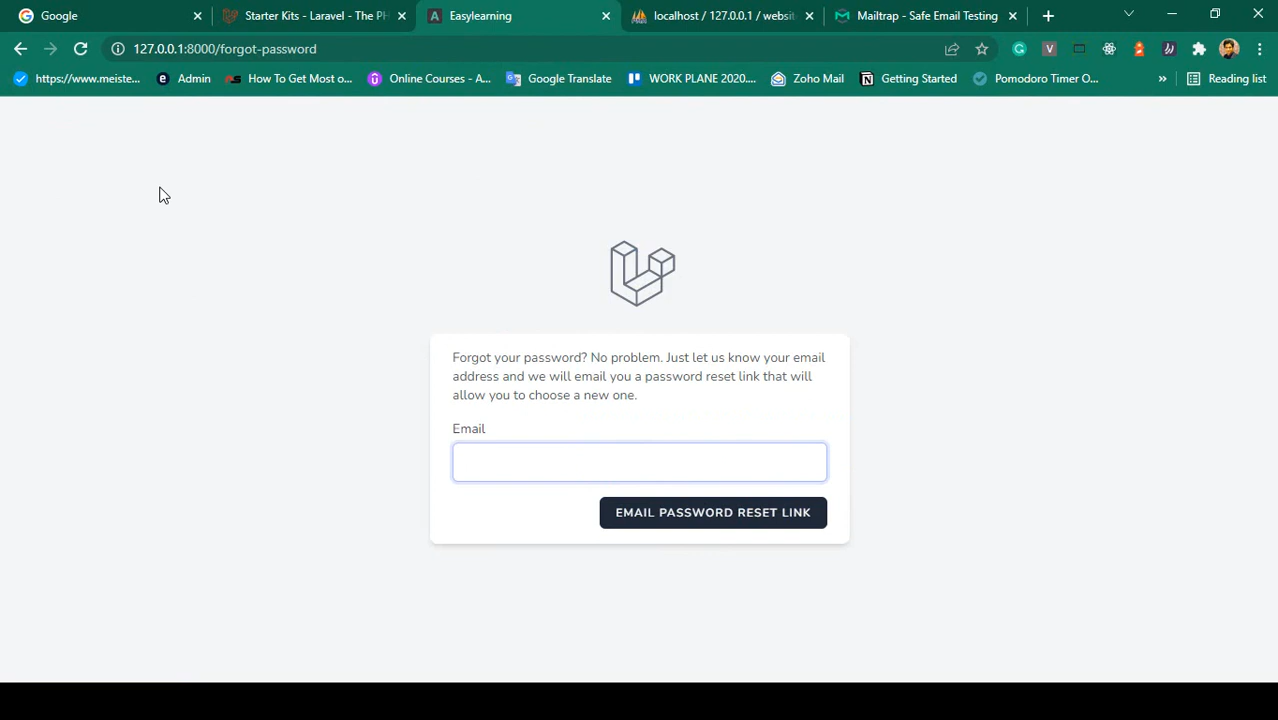 Google
Starter Kits - Laravel - The PH
Easylearning
localhost / 127.0.0.1 / websit
Mailtrap - Safe Email Testing
127.0.0.1:8000/forgot-password
https://www.meiste...
Admin
How To Get Most o...
Online Courses - A...
Google Translate
WORK PLANE 2020....
Zoho Mail
Getting Started
Pomodoro Timer O...
»
Reading list
Forgot your password? No problem. Just let us know your email
address and we will email you a password reset link that will
allow you to choose a new one.
Email
EMAIL PASSWORD RESET LINK